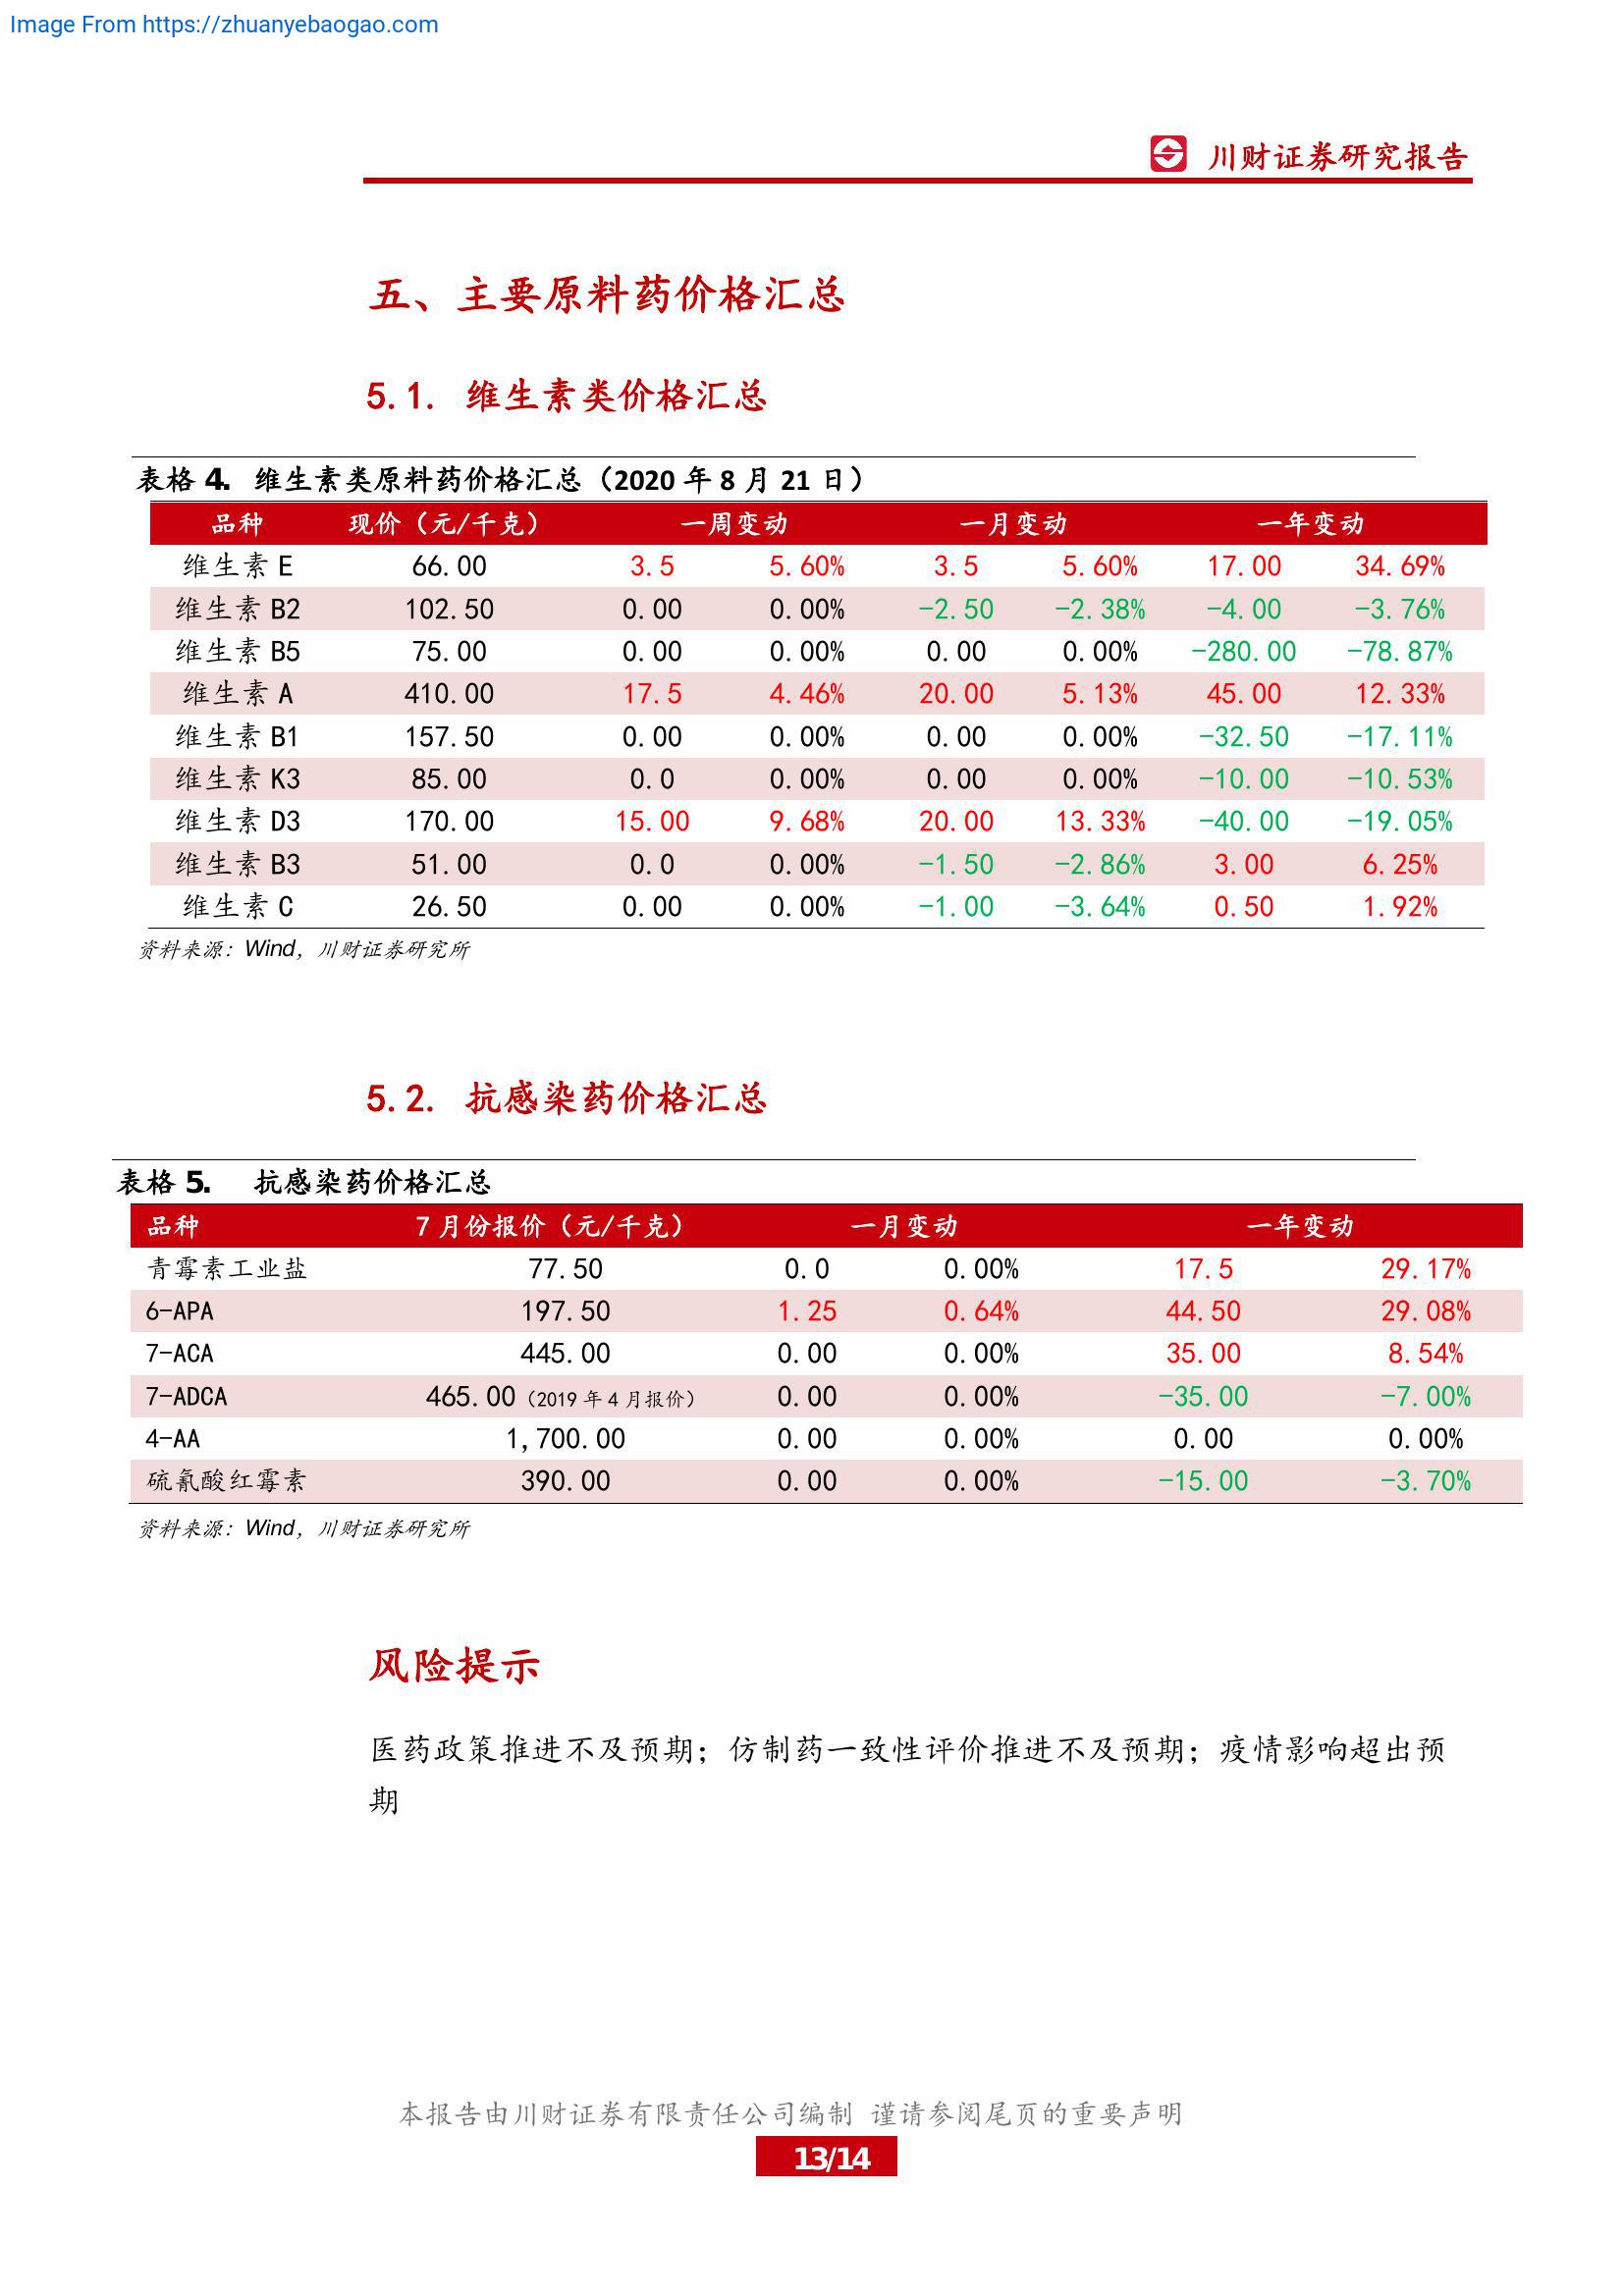 Image From https://zhuanyebaogao.com
川财证券研究报告
五、主要原料药价格汇总
5.1. 维生素类价格汇总
表格 4. 维生素类原料药价格汇总（2020 年 8 月 21 日）
品种 现价（元/千克） 一周变动 一月变动 一年变动
维生素 E 66.00 3.5 5.60% 3.5 5.60% 17.00 34.69%
维生素 B2 102.50 0.00 0.00% -2.50 -2.38% -4.00 -3.76%
维生素 B5 75.00 0.00 0.00% 0.00 0.00% -280.00 -78.87%
维生素 A 410.00 17.5 4.46% 20.00 5.13% 45.00 12.33%
维生素 B1 157.50 0.00 0.00% 0.00 0.00% -32.50 -17.11%
维生素 K3 85.00 0.0 0.00% 0.00 0.00% -10.00 -10.53%
维生素 D3 170.00 15.00 9.68% 20.00 13.33% -40.00 -19.05%
维生素 B3 51.00 0.0 0.00% -1.50 -2.86% 3.00 6.25%
维生素 C 26.50 0.00 0.00% -1.00 -3.64% 0.50 1.92%
资料来源：Wind，川财证券研究所
5.2. 抗感染药价格汇总
表格 5. 抗感染药价格汇总
品种 7 月份报价（元/千克） 一月变动 一年变动
青霉素工业盐 77.50 0.0 0.00% 17.5 29.17%
6-APA 197.50 1.25 0.64% 44.50 29.08%
7-ACA 445.00 0.00 0.00% 35.00 8.54%
7-ADCA 465.00（2019 年 4 月报价） 0.00 0.00% -35.00 -7.00%
4-AA 1,700.00 0.00 0.00% 0.00 0.00%
硫氰酸红霉素 390.00 0.00 0.00% -15.00 -3.70%
资料来源：Wind，川财证券研究所
风险提示
医药政策推进不及预期；仿制药一致性评价推进不及预期；疫情影响超出预
期
本报告由川财证券有限责任公司编制 谨请参阅尾页的重要声明
13/14